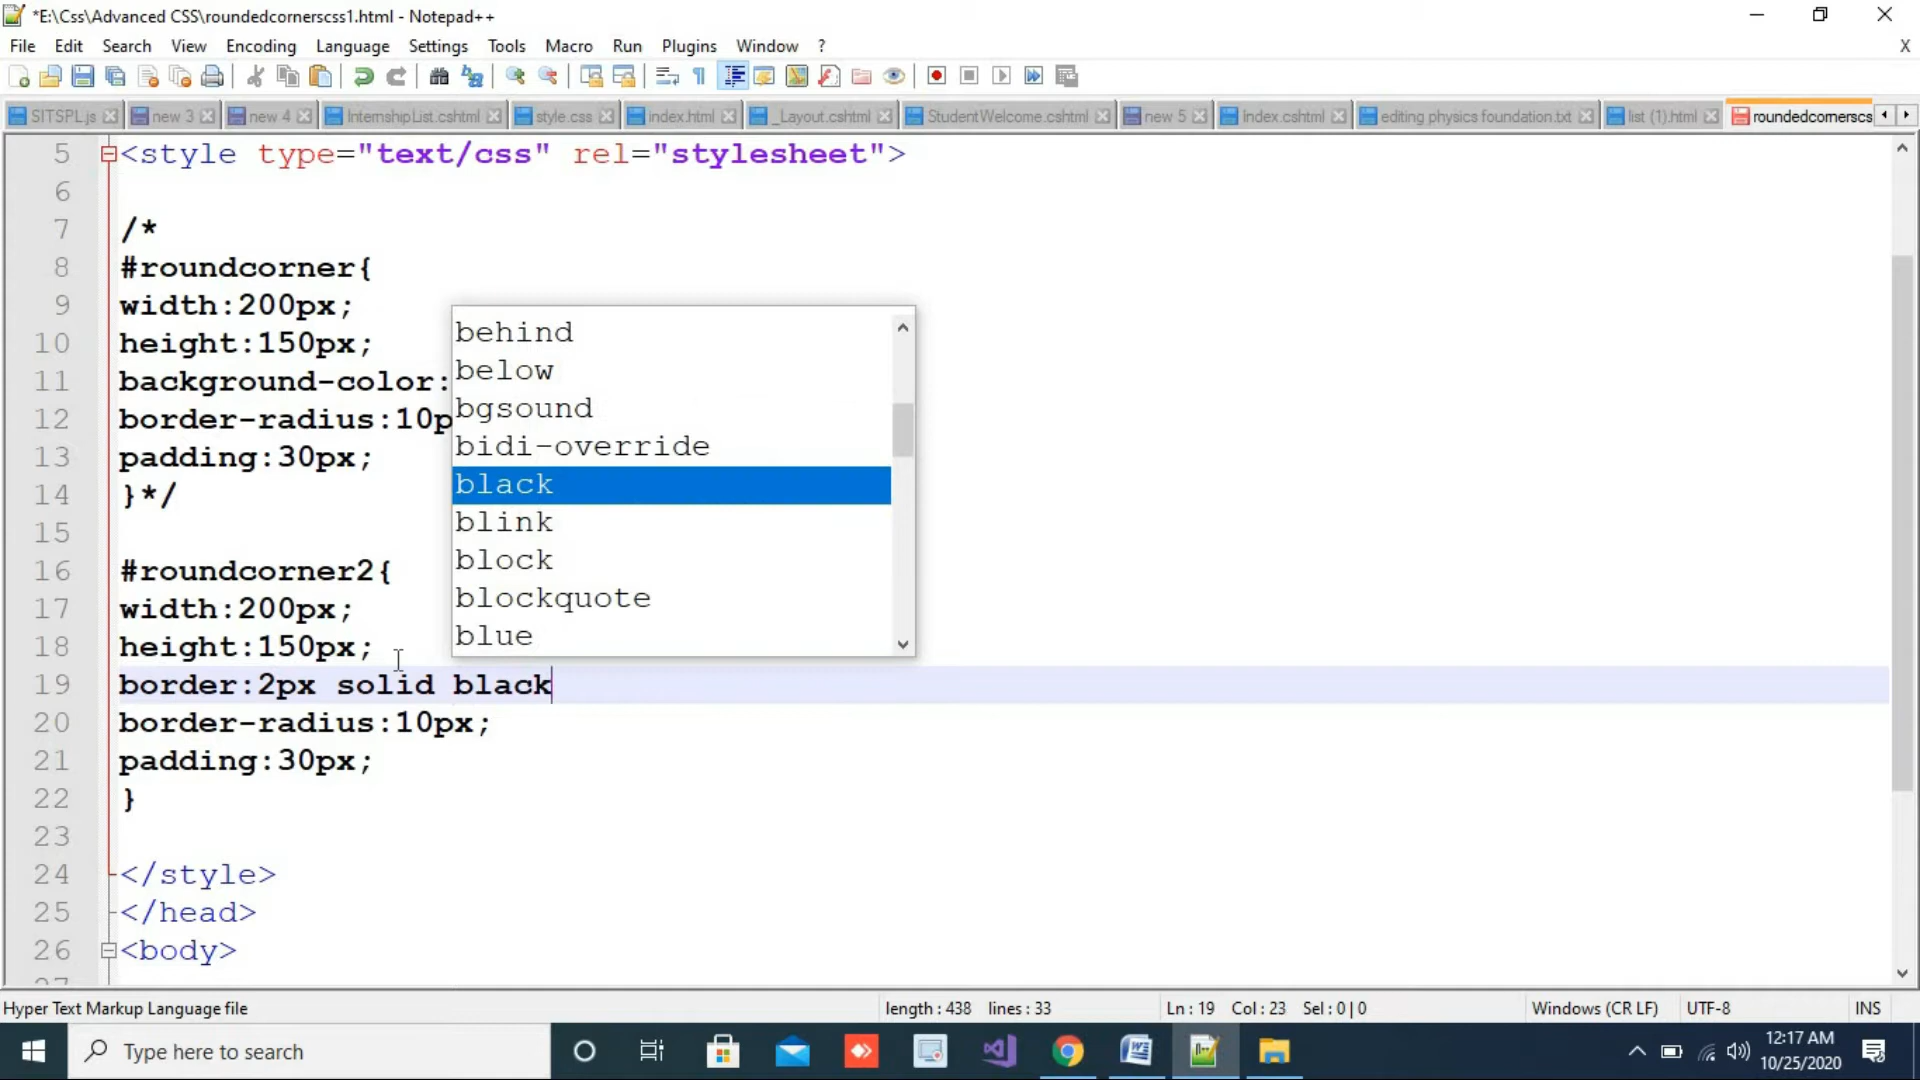 *E:\Css\Advanced CSS\roundedcornerscss1.html - Notepad++
File Edit Search View Encoding Language Settings Tools Macro Run Plugins Window ? X
SITSPL.js new 3 new 4 InternshipList.cshtml style.css index.html _Layout.cshtml StudentWelcome.cshtml new 5 Index.cshtml editing physics foundation.txt list (1).html roundedcornerscs
5 <style type="text/css" rel="stylesheet">
6
7 /*
8 #roundcorner{
9 width:200px;
10 height:150px;
11 background-color:
12 border-radius:10p
13 padding:30px;
14 }*/
15
16 #roundcorner2{
17 width:200px;
18 height:150px;
19 border:2px solid black
20 border-radius:10px;
21 padding:30px;
22 }
23
24 </style>
25 </head>
26 <body>
behind
below
bgsound
bidi-override
black
blink
block
blockquote
blue
Hyper Text Markup Language file length : 438 lines : 33 Ln : 19 Col : 23 Sel : 0 | 0 Windows (CR LF) UTF-8 INS
Type here to search
12:17 AM
10/25/2020